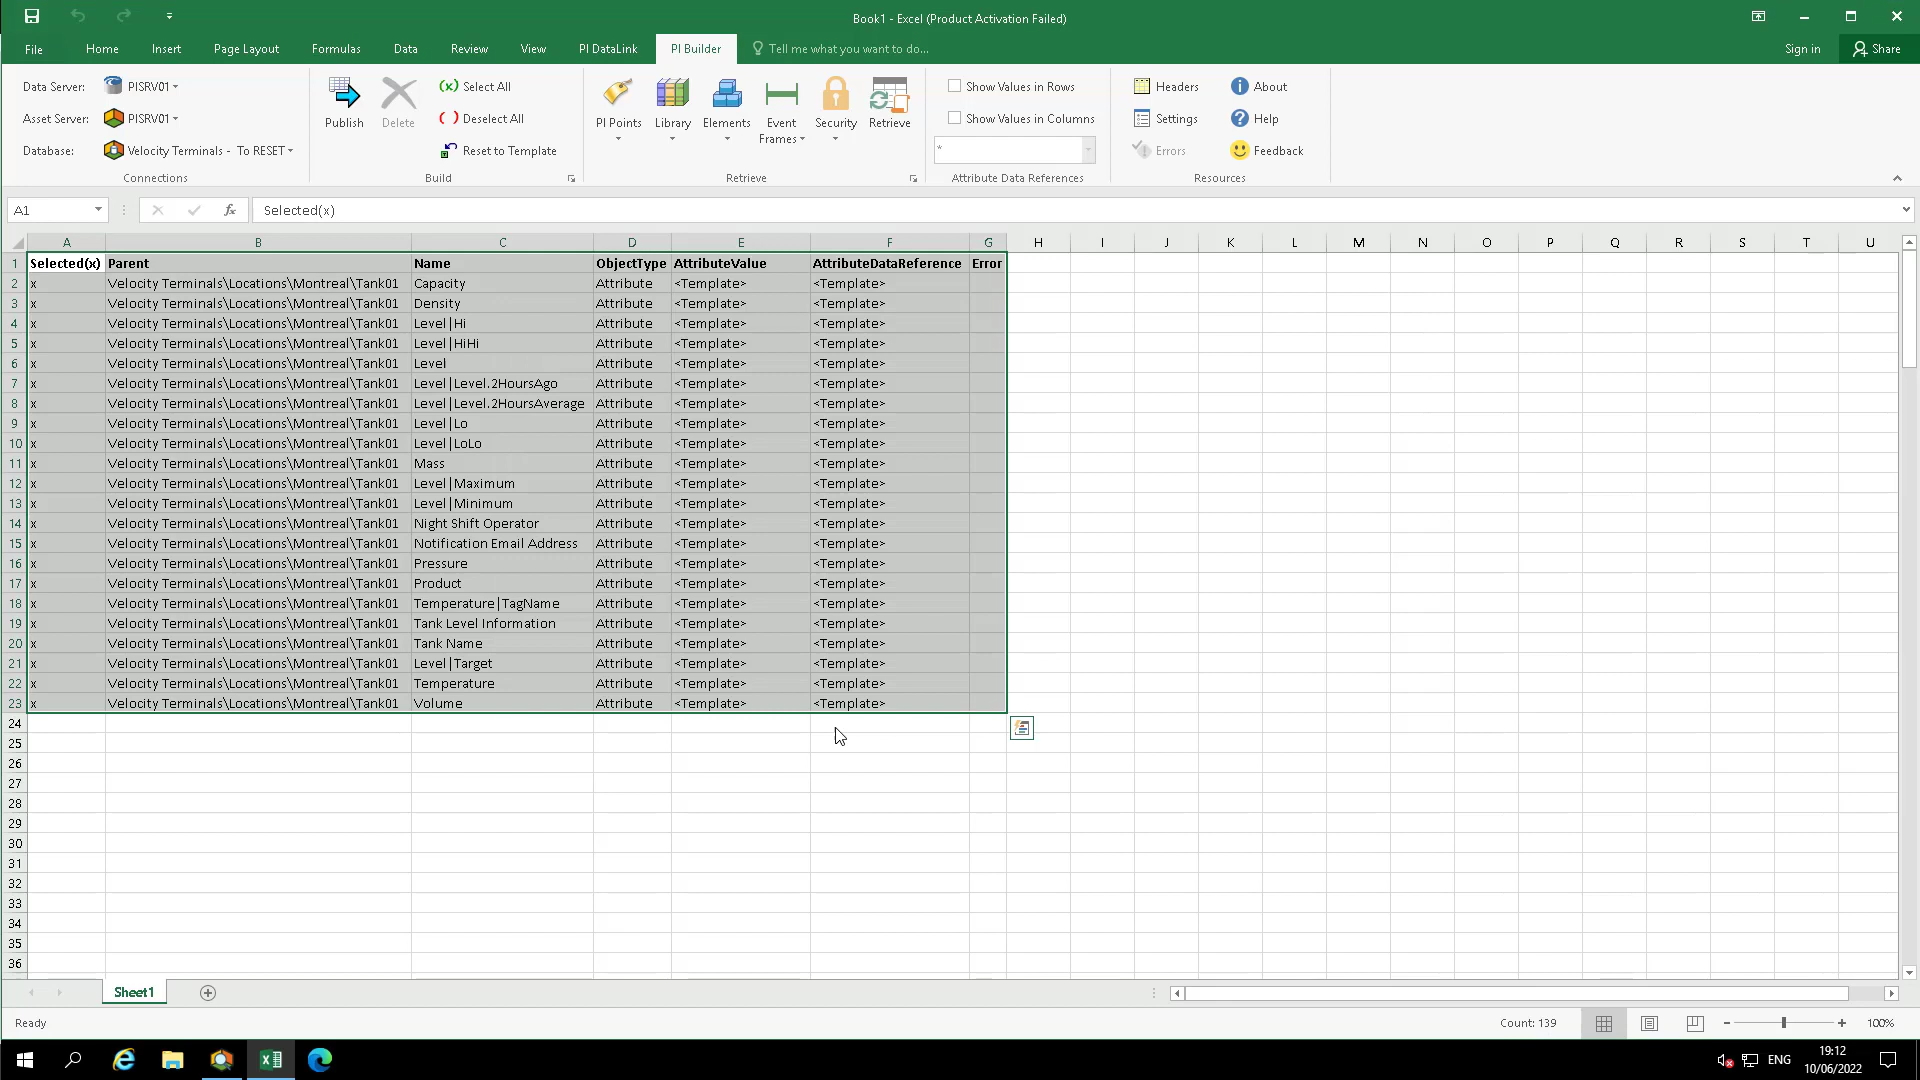 Book1 - Excel (Product Activation Failed)
File Home Insert Page Layout Formulas Data Review View PI DataLink PI Builder Tell me what you want to do... Sign in Share
Data Server: PISRV01
Asset Server: PISRV01
Database: Velocity Terminals - To RESET
Connections
Publish
Delete
(x) Select All
( ) Deselect All
Reset to Template
Build
PI Points
Library
Elements
Event Frames
Security
Retrieve
Retrieve
Show Values in Rows
Show Values in Columns
*
Attribute Data References
Headers
Settings
Errors
About
Help
Feedback
Resources
A1 fx Selected(x)
A B C D E F G H I J K L M N O P Q R S T U
1 Selected(x) Parent Name ObjectType AttributeValue AttributeDataReference Error
2 x Velocity Terminals\Locations\Montreal\Tank01 Capacity Attribute <Template> <Template>
3 x Velocity Terminals\Locations\Montreal\Tank01 Density Attribute <Template> <Template>
4 x Velocity Terminals\Locations\Montreal\Tank01 Level|Hi Attribute <Template> <Template>
5 x Velocity Terminals\Locations\Montreal\Tank01 Level|HiHi Attribute <Template> <Template>
6 x Velocity Terminals\Locations\Montreal\Tank01 Level Attribute <Template> <Template>
7 x Velocity Terminals\Locations\Montreal\Tank01 Level|Level.2HoursAgo Attribute <Template> <Template>
8 x Velocity Terminals\Locations\Montreal\Tank01 Level|Level.2HoursAverage Attribute <Template> <Template>
9 x Velocity Terminals\Locations\Montreal\Tank01 Level|Lo Attribute <Template> <Template>
10 x Velocity Terminals\Locations\Montreal\Tank01 Level|LoLo Attribute <Template> <Template>
11 x Velocity Terminals\Locations\Montreal\Tank01 Mass Attribute <Template> <Template>
12 x Velocity Terminals\Locations\Montreal\Tank01 Level|Maximum Attribute <Template> <Template>
13 x Velocity Terminals\Locations\Montreal\Tank01 Level|Minimum Attribute <Template> <Template>
14 x Velocity Terminals\Locations\Montreal\Tank01 Night Shift Operator Attribute <Template> <Template>
15 x Velocity Terminals\Locations\Montreal\Tank01 Notification Email Address Attribute <Template> <Template>
16 x Velocity Terminals\Locations\Montreal\Tank01 Pressure Attribute <Template> <Template>
17 x Velocity Terminals\Locations\Montreal\Tank01 Product Attribute <Template> <Template>
18 x Velocity Terminals\Locations\Montreal\Tank01 Temperature|TagName Attribute <Template> <Template>
19 x Velocity Terminals\Locations\Montreal\Tank01 Tank Level Information Attribute <Template> <Template>
20 x Velocity Terminals\Locations\Montreal\Tank01 Tank Name Attribute <Template> <Template>
21 x Velocity Terminals\Locations\Montreal\Tank01 Level|Target Attribute <Template> <Template>
22 x Velocity Terminals\Locations\Montreal\Tank01 Temperature Attribute <Template> <Template>
23 x Velocity Terminals\Locations\Montreal\Tank01 Volume Attribute <Template> <Template>
24
25
26
27
28
29
30
31
32
33
34
35
36
Sheet1
Ready Count: 139 100%
ENG 19:12
10/06/2022